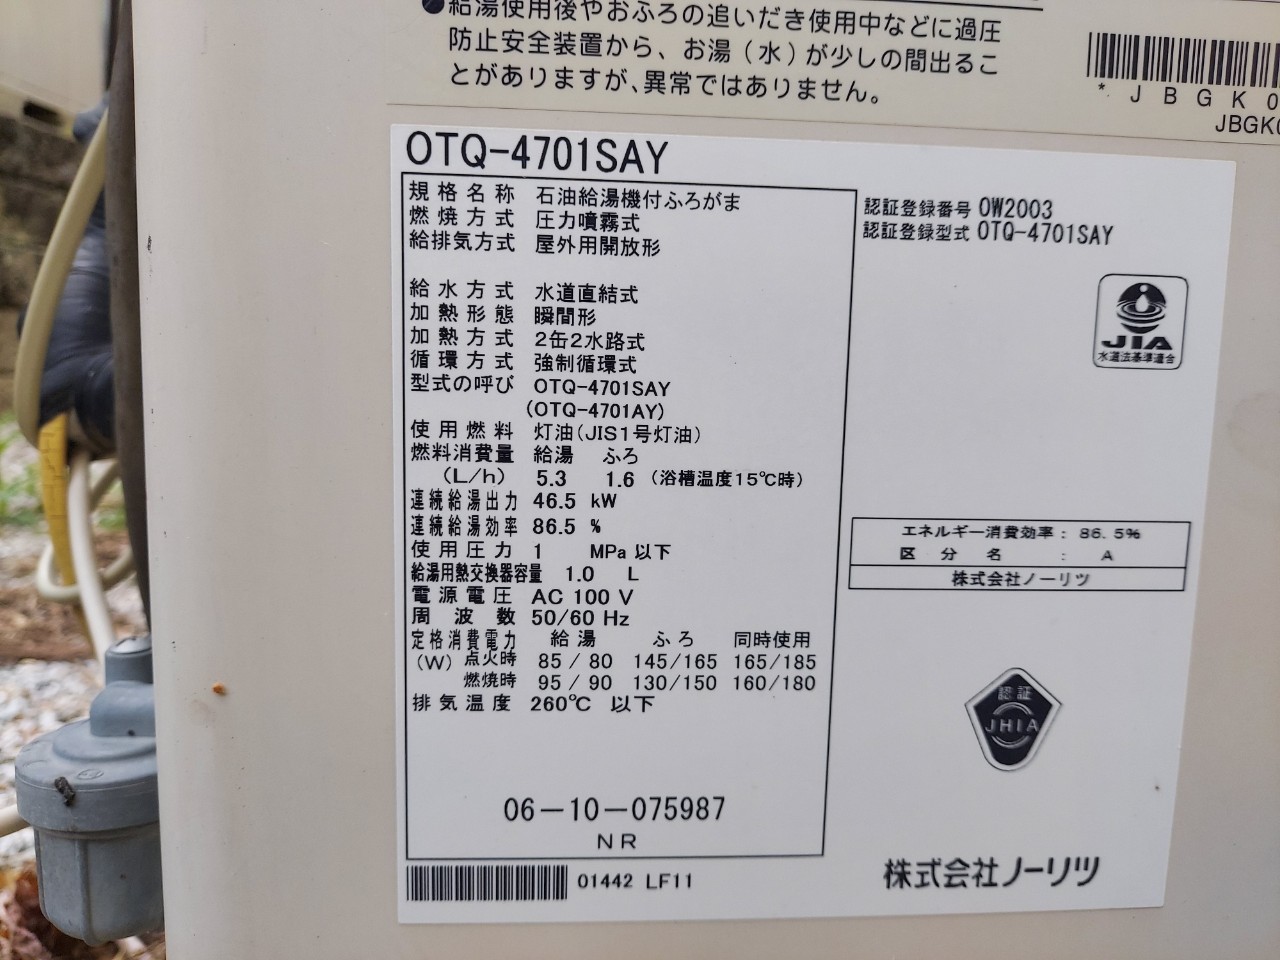 ●給湯使用後やおふろの追いだき使用中などに過圧
防止安全装置から、お湯(水)が少しの間出るこ
とがありますが、異常ではありません。
* J B G K 0
JBGK0
OTQ-4701SAY
規格名称 石油給湯機付ふろがま
燃焼方式 圧力噴霧式
給排気方式 屋外用開放形
給水方式 水道直結式
加熱形態 瞬間形
加熱方式 2缶2水路式
循環方式 強制循環式
型式の呼び OTQ-4701SAY
(OTQ-4701AY)
使用燃料 灯油(JIS1号灯油)
燃料消費量 給湯 ふろ
(L/h) 5.3 1.6 (浴槽温度15℃時)
連続給湯出力 46.5 kW
連続給湯効率 86.5 %
使用圧力 1 MPa 以下
給湯用熱交換器容量 1.0 L
電源電圧 AC 100 V
周波数 50/60 Hz
定格消費電力 給湯 ふろ 同時使用
(W) 点火時 85/80 145/165 165/185
燃焼時 95/90 130/150 160/180
排気温度 260℃ 以下
06-10-075987
NR
01442 LF11
認証登録番号 OW2003
認証登録型式 OTQ-4701SAY
JIA
水道法基準適合
エネルギー消費効率: 86.5%
区分名 : A
株式会社ノーリツ
認証
JHIA
株式会社ノーリツ